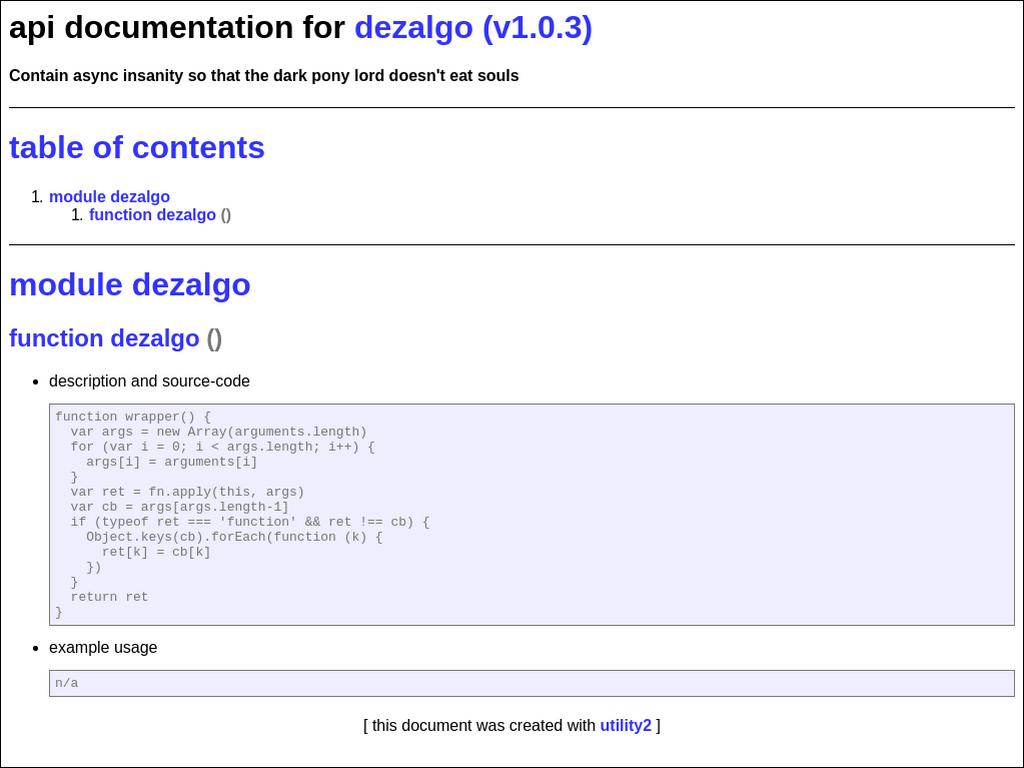 api documentation for dezalgo (v1.0.3)
Contain async insanity so that the dark pony lord doesn't eat souls
table of contents
1. module dezalgo
1. function dezalgo ()
module dezalgo
function dezalgo ()
• description and source-code
function wrapper() {
  var args = new Array(arguments.length)
  for (var i = 0; i < args.length; i++) {
    args[i] = arguments[i]
  }
  var ret = fn.apply(this, args)
  var cb = args[args.length-1]
  if (typeof ret === 'function' && ret !== cb) {
    Object.keys(cb).forEach(function (k) {
      ret[k] = cb[k]
    })
  }
  return ret
}
• example usage
n/a
[ this document was created with utility2 ]